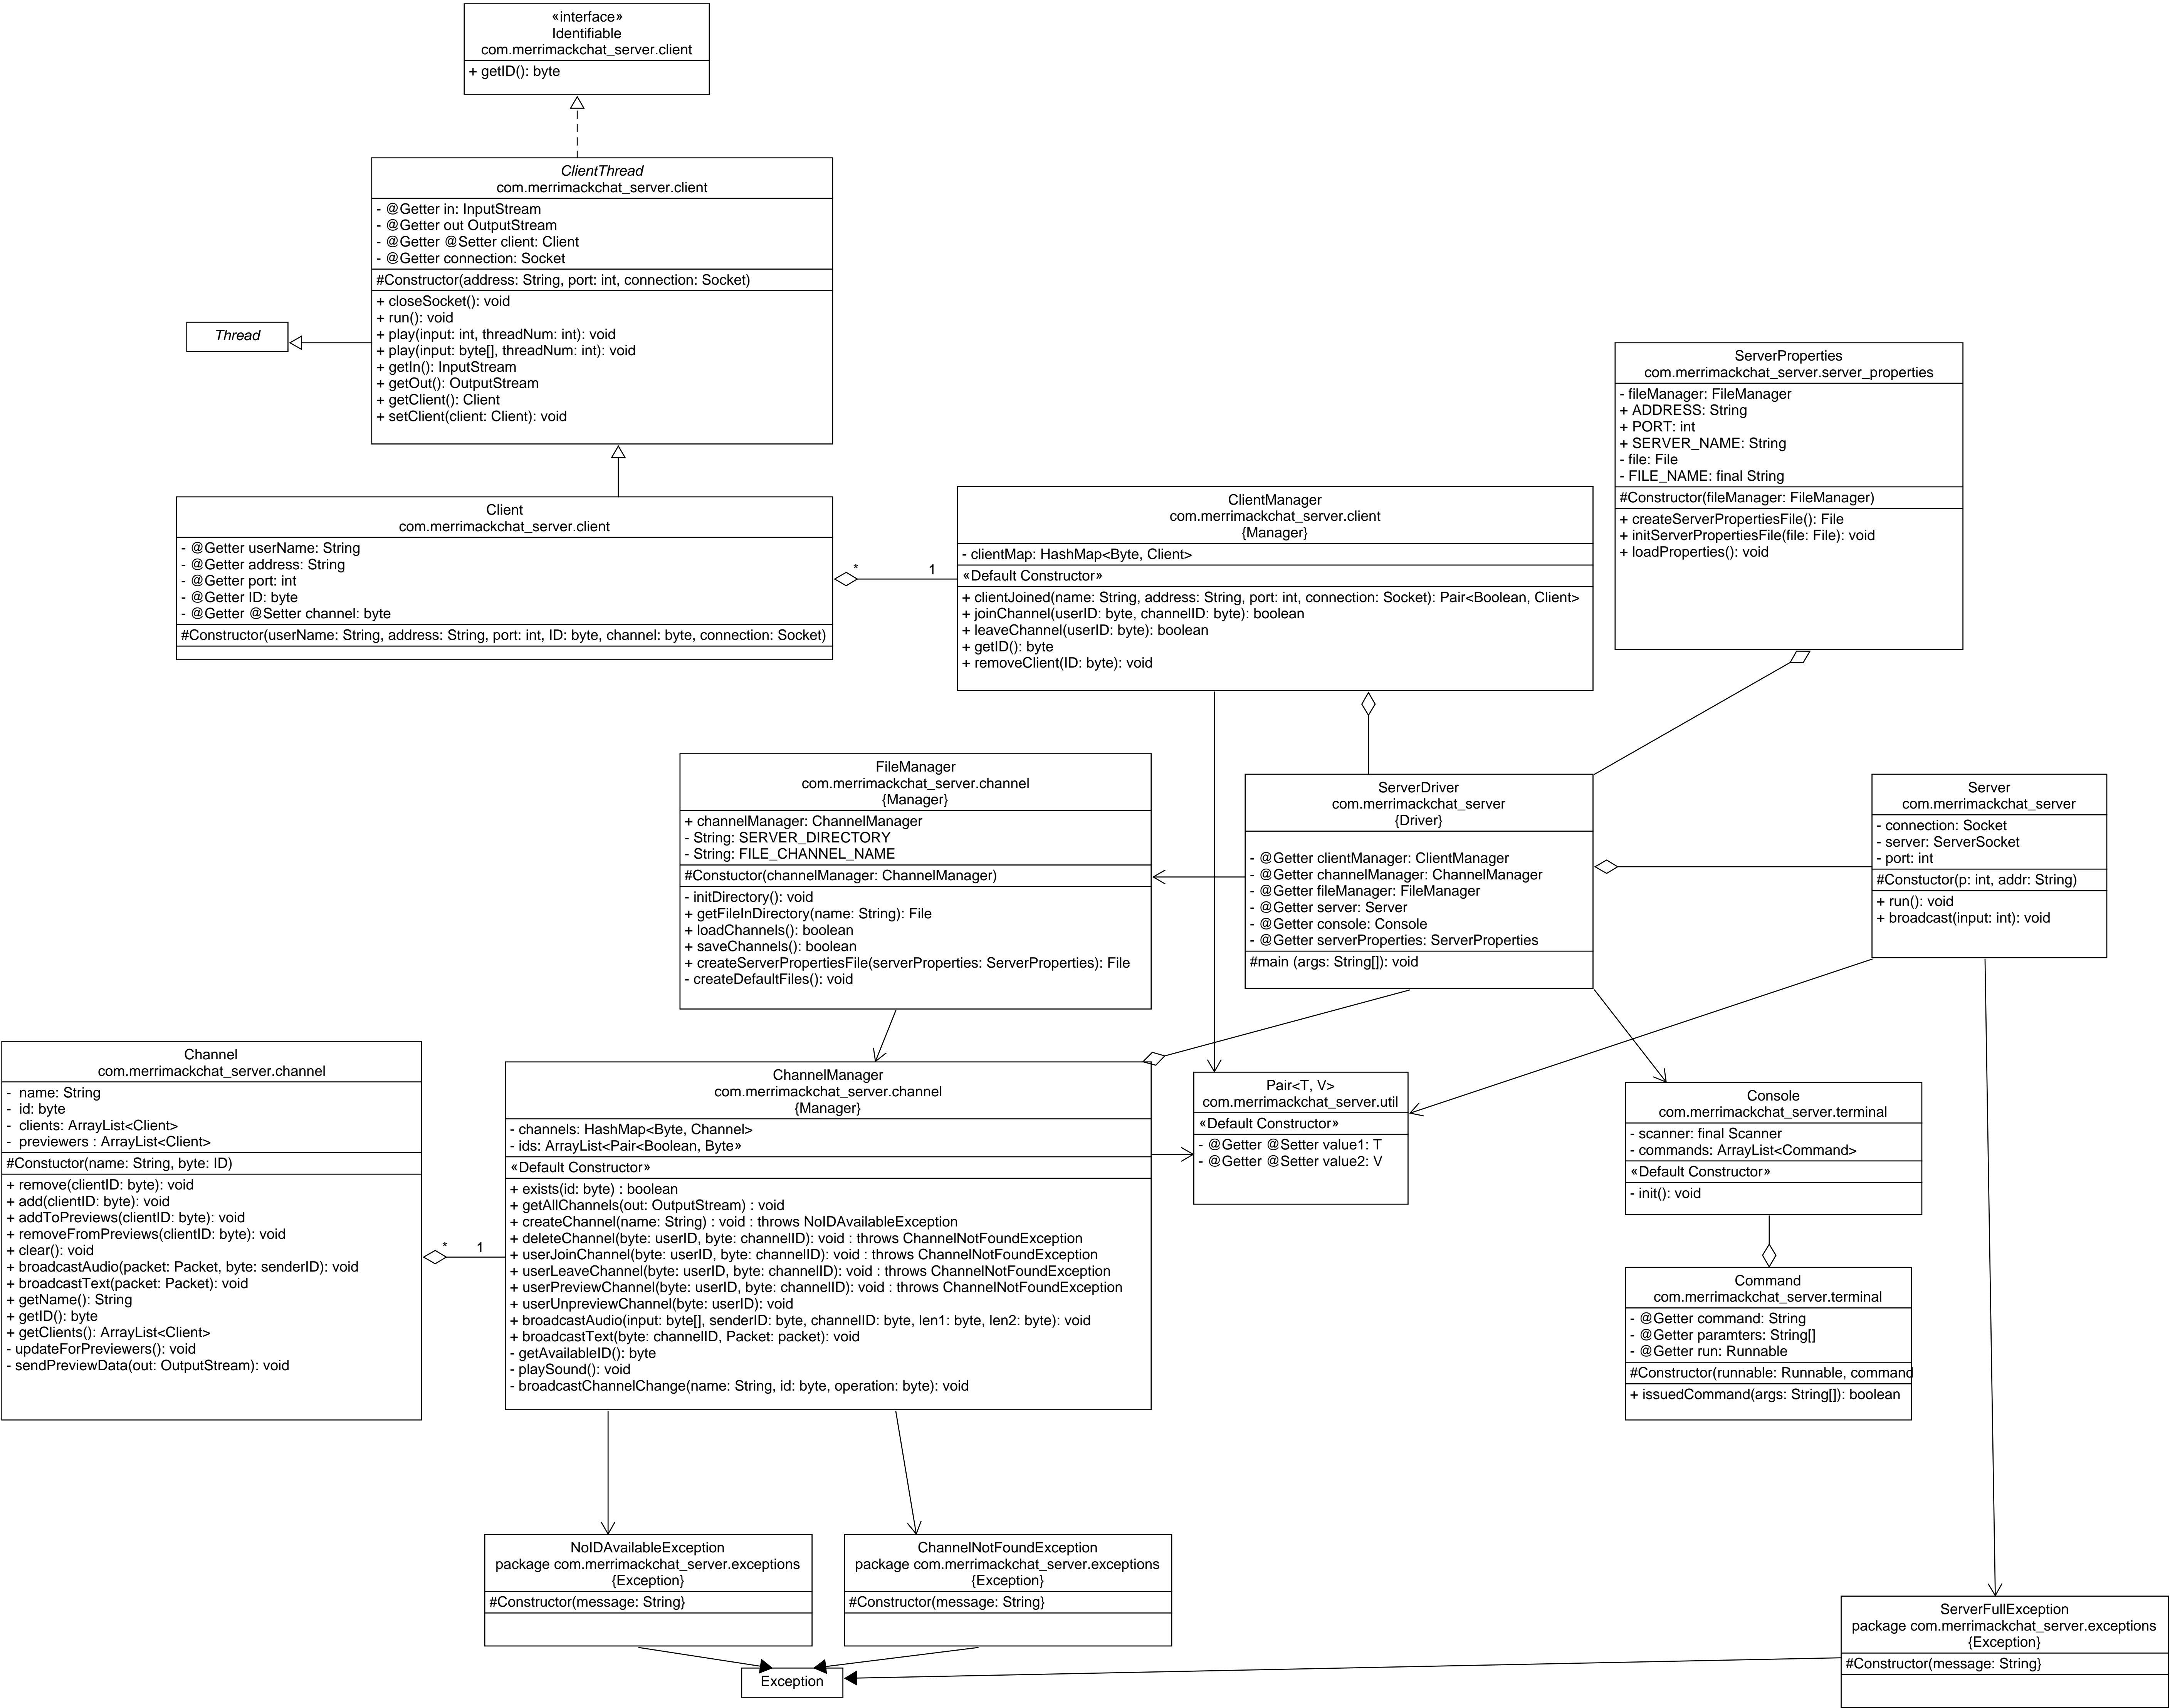 «interface»
Identifiable
com.merrimackchat_server.client
+ getID(): byte
ClientThread
com.merrimackchat_server.client
- @Getter in: InputStream
- @Getter out OutputStream
- @Getter @Setter client: Client
- @Getter connection: Socket
#Constructor(address: String, port: int, connection: Socket)
+ closeSocket(): void
+ run(): void
+ play(input: int, threadNum: int): void
+ play(input: byte[], threadNum: int): void
+ getIn(): InputStream
+ getOut(): OutputStream
+ getClient(): Client
+ setClient(client: Client): void
Thread
ServerProperties
com.merrimackchat_server.server_properties
- fileManager: FileManager
+ ADDRESS: String
+ PORT: int
+ SERVER_NAME: String
- file: File
- FILE_NAME: final String
#Constructor(fileManager: FileManager)
+ createServerPropertiesFile(): File
+ initServerPropertiesFile(file: File): void
+ loadProperties(): void
Client
com.merrimackchat_server.client
- @Getter userName: String
- @Getter address: String
- @Getter port: int
- @Getter ID: byte
- @Getter @Setter channel: byte
#Constructor(userName: String, address: String, port: int, ID: byte, channel: byte, connection: Socket)
*
1
ClientManager
com.merrimackchat_server.client
{Manager}
- clientMap: HashMap<Byte, Client>
«Default Constructor»
+ clientJoined(name: String, address: String, port: int, connection: Socket): Pair<Boolean, Client>
+ joinChannel(userID: byte, channelID: byte): boolean
+ leaveChannel(userID: byte): boolean
+ getID(): byte
+ removeClient(ID: byte): void
FileManager
com.merrimackchat_server.channel
{Manager}
+ channelManager: ChannelManager
- String: SERVER_DIRECTORY
- String: FILE_CHANNEL_NAME
#Constuctor(channelManager: ChannelManager)
- initDirectory(): void
+ getFileInDirectory(name: String): File
+ loadChannels(): boolean
+ saveChannels(): boolean
+ createServerPropertiesFile(serverProperties: ServerProperties): File
- createDefaultFiles(): void
ServerDriver
com.merrimackchat_server
{Driver}
- @Getter clientManager: ClientManager
- @Getter channelManager: ChannelManager
- @Getter fileManager: FileManager
- @Getter server: Server
- @Getter console: Console
- @Getter serverProperties: ServerProperties
#main (args: String[]): void
Server
com.merrimackchat_server
- connection: Socket
- server: ServerSocket
- port: int
#Constuctor(p: int, addr: String)
+ run(): void
+ broadcast(input: int): void
Channel
com.merrimackchat_server.channel
- name: String
- id: byte
- clients: ArrayList<Client>
- previewers : ArrayList<Client>
#Constuctor(name: String, byte: ID)
+ remove(clientID: byte): void
+ add(clientID: byte): void
+ addToPreviews(clientID: byte): void
+ removeFromPreviews(clientID: byte): void
+ clear(): void
+ broadcastAudio(packet: Packet, byte: senderID): void
+ broadcastText(packet: Packet): void
+ getName(): String
+ getID(): byte
+ getClients(): ArrayList<Client>
- updateForPreviewers(): void
- sendPreviewData(out: OutputStream): void
*
1
ChannelManager
com.merrimackchat_server.channel
{Manager}
- channels: HashMap<Byte, Channel>
- ids: ArrayList<Pair<Boolean, Byte»
«Default Constructor»
+ exists(id: byte) : boolean
+ getAllChannels(out: OutputStream) : void
+ createChannel(name: String) : void : throws NoIDAvailableException
+ deleteChannel(byte: userID, byte: channelID): void : throws ChannelNotFoundException
+ userJoinChannel(byte: userID, byte: channelID): void : throws ChannelNotFoundException
+ userLeaveChannel(byte: userID, byte: channelID): void : throws ChannelNotFoundException
+ userPreviewChannel(byte: userID, byte: channelID): void : throws ChannelNotFoundException
+ userUnpreviewChannel(byte: userID): void
+ broadcastAudio(input: byte[], senderID: byte, channelID: byte, len1: byte, len2: byte): void
+ broadcastText(byte: channelID, Packet: packet): void
- getAvailableID(): byte
- playSound(): void
- broadcastChannelChange(name: String, id: byte, operation: byte): void
Pair<T, V>
com.merrimackchat_server.util
«Default Constructor»
- @Getter @Setter value1: T
- @Getter @Setter value2: V
Console
com.merrimackchat_server.terminal
- scanner: final Scanner
- commands: ArrayList<Command>
«Default Constructor»
- init(): void
Command
com.merrimackchat_server.terminal
- @Getter command: String
- @Getter paramters: String[]
- @Getter run: Runnable
#Constructor(runnable: Runnable, command
+ issuedCommand(args: String[]): boolean
NoIDAvailableException
package com.merrimackchat_server.exceptions
{Exception}
#Constructor(message: String}
ChannelNotFoundException
package com.merrimackchat_server.exceptions
{Exception}
#Constructor(message: String}
ServerFullException
package com.merrimackchat_server.exceptions
{Exception}
#Constructor(message: String}
Exception